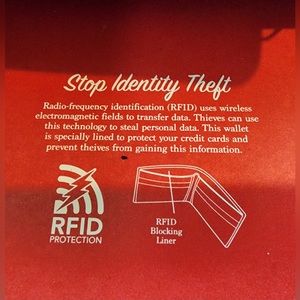 Stop Identity Theft
Radio-frequency identification (RFID) uses wireless
electromagnetic fields to transfer data. Thieves can use
this technology to steal personal data. This wallet
is specially lined to protect your credit cards and
prevent theives from gaining this information.
RFID
PROTECTION
RFID
Blocking
Liner